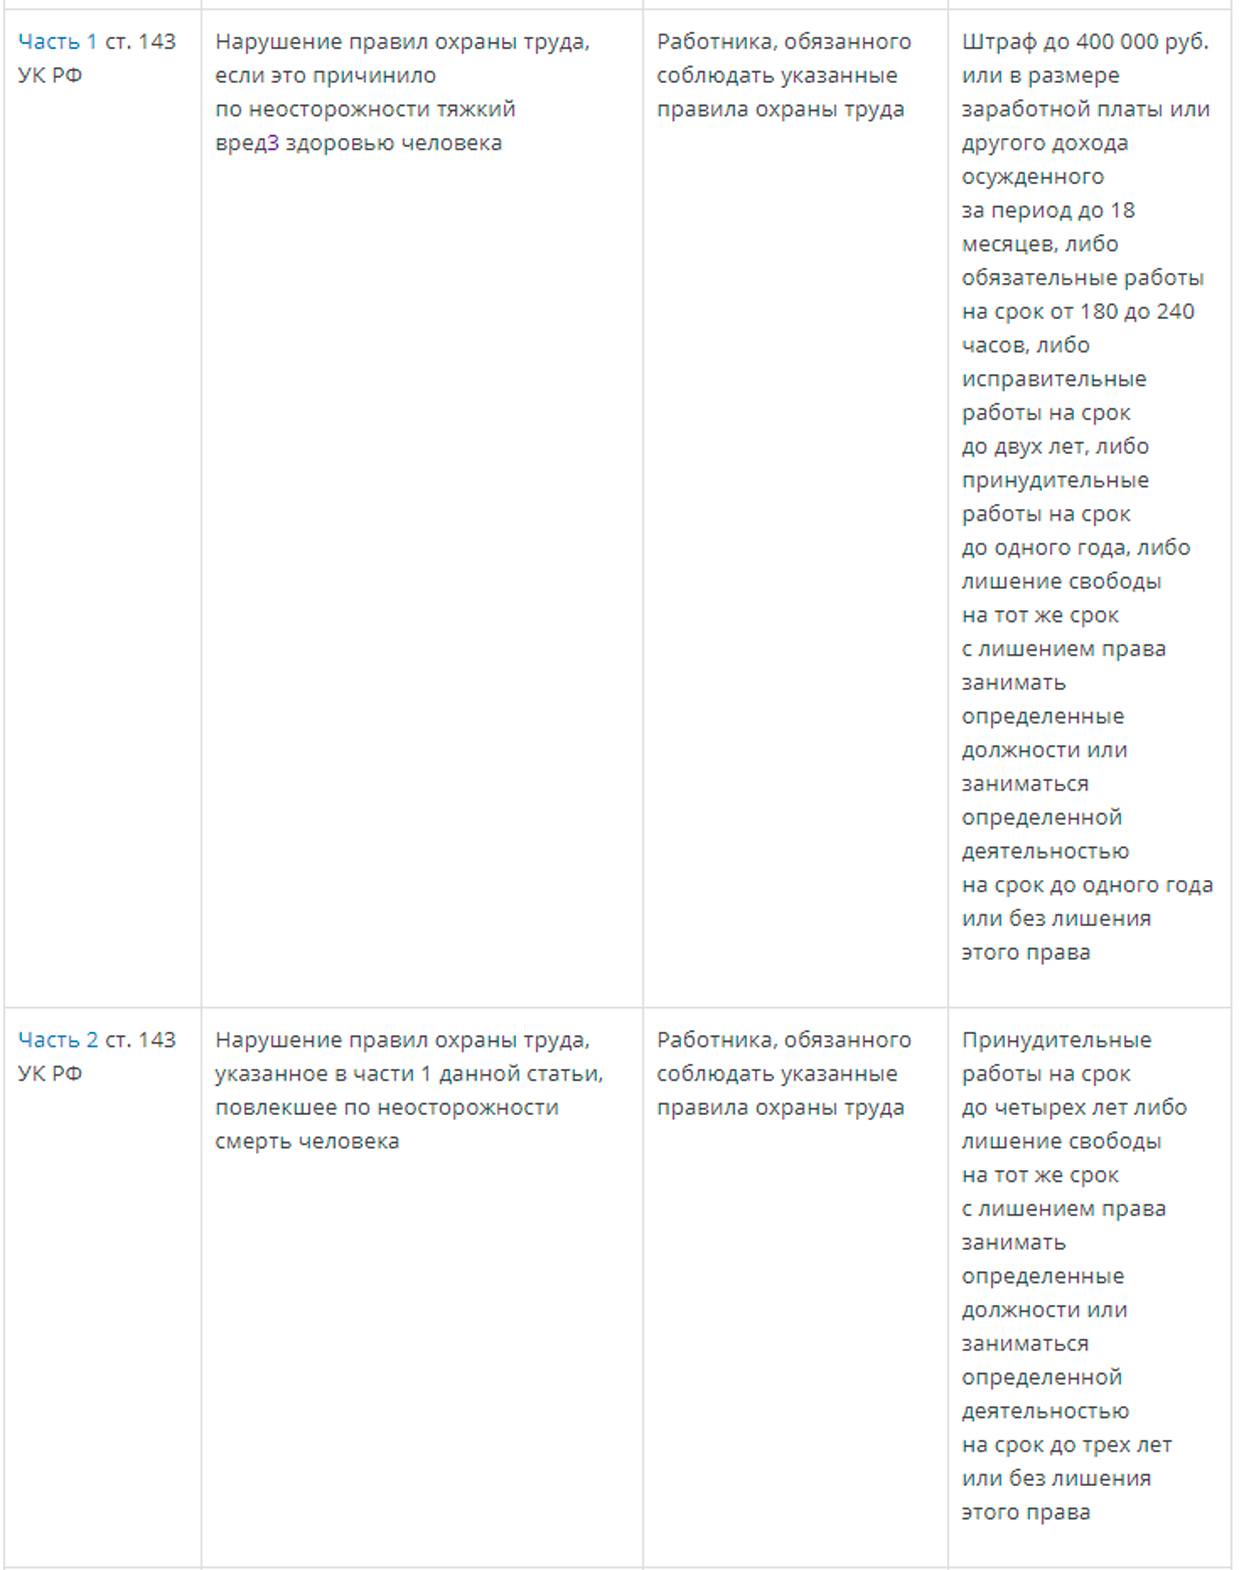 Часть 1 ст. 143
УК РФ
Нарушение правил охраны труда,
если это причинило
по неосторожности тяжкий
вред3 здоровью человека
Работника, обязанного
соблюдать указанные
правила охраны труда
Штраф до 400 000 руб.
или в размере
заработной платы или
другого дохода
осужденного
за период до 18
месяцев, либо
обязательные работы
на срок от 180 до 240
часов, либо
исправительные
работы на срок
до двух лет, либо
принудительные
работы на срок
до одного года, либо
лишение свободы
на тот же срок
с лишением права
занимать
определенные
должности или
заниматься
определенной
деятельностью
на срок до одного года
или без лишения
этого права
Часть 2 ст. 143
УК РФ
Нарушение правил охраны труда,
указанное в части 1 данной статьи,
повлекшее по неосторожности
смерть человека
Работника, обязанного
соблюдать указанные
правила охраны труда
Принудительные
работы на срок
до четырех лет либо
лишение свободы
на тот же срок
с лишением права
занимать
определенные
должности или
заниматься
определенной
деятельностью
на срок до трех лет
или без лишения
этого права